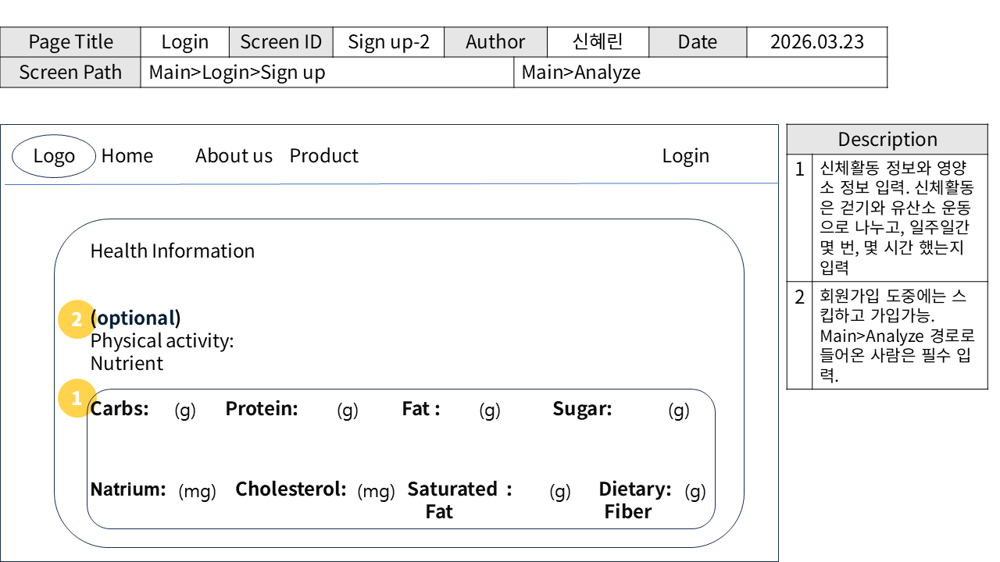 Page Title Login Screen ID Sign up-2 Author 신혜린 Date 2026.03.23
Screen Path Main>Login>Sign up Main>Analyze
Logo Home About us Product Login
Health Information
2 (optional)
Physical activity:
Nutrient
1
Carbs: (g) Protein: (g) Fat : (g) Sugar: (g)
Natrium: (mg) Cholesterol: (mg) Saturated : (g) Dietary: (g)
Fat Fiber
Description
1 신체활동 정보와 영양
소 정보 입력. 신체활동
은 걷기와 유산소 운동
으로 나누고, 일주일간
몇 번, 몇 시간 했는지
입력
2 회원가입 도중에는 스
킵하고 가입가능.
Main>Analyze 경로로
들어온 사람은 필수 입
력.